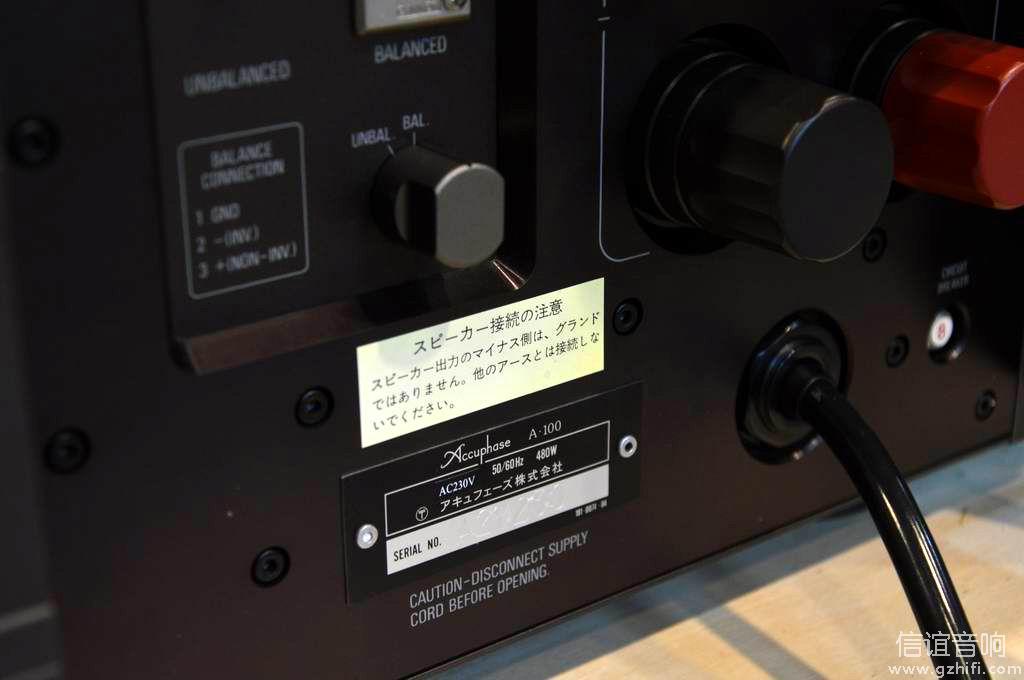 BALANCED
UNBALANCED
UNBAL. BAL.
BALANCE
CONNECTION
1 GND
2 -(INV.)
3 +(NON-INV.)
CIRCUIT
BREAKER
8
スピーカー接続の注意
スピーカー出力のマイナス側は、グランド
ではありません。他のアースとは接続しな
いでください。
Accuphase A-100
AC230V 50/60Hz 480W
〒 アキュフェーズ株式会社
SERIAL NO.
CAUTION-DISCONNECT SUPPLY
CORD BEFORE OPENING.
信谊音响
www.gzhifi.com